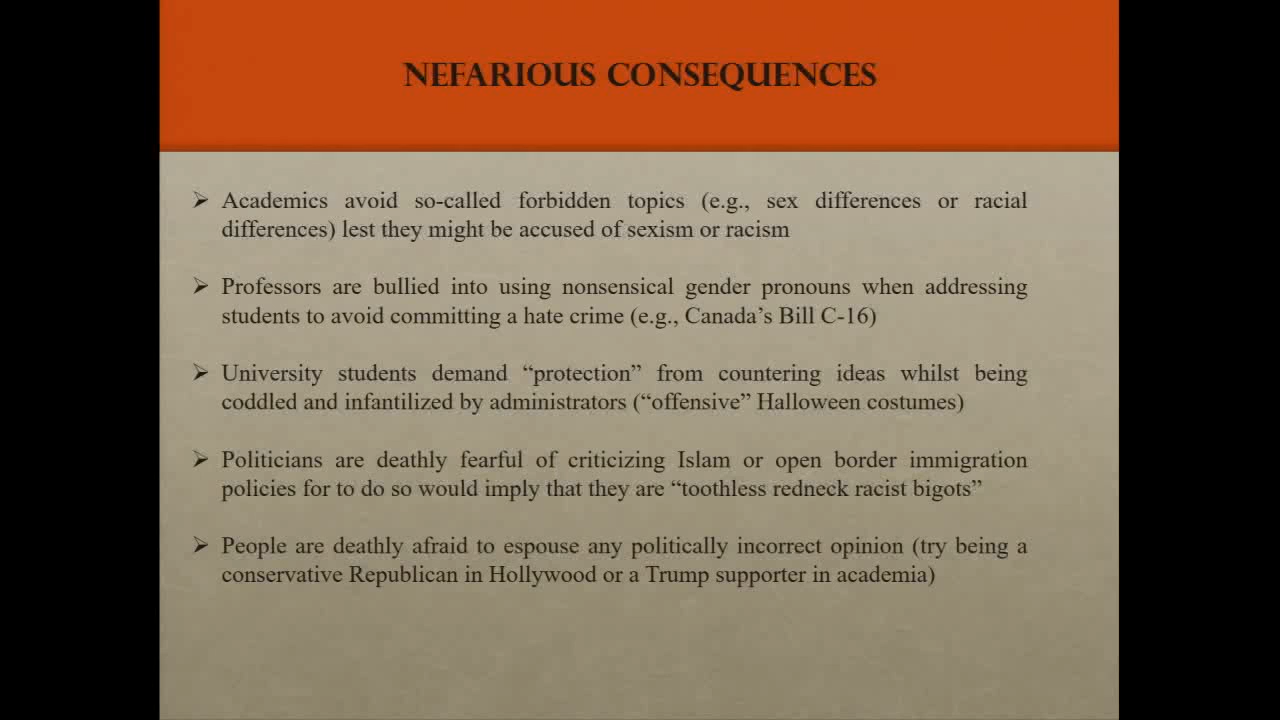 NEFARIOUS CONSEQUENCES
➢ Academics avoid so-called forbidden topics (e.g., sex differences or racial
differences) lest they might be accused of sexism or racism
➢ Professors are bullied into using nonsensical gender pronouns when addressing
students to avoid committing a hate crime (e.g., Canada’s Bill C-16)
➢ University students demand “protection” from countering ideas whilst being
coddled and infantilized by administrators (“offensive” Halloween costumes)
➢ Politicians are deathly fearful of criticizing Islam or open border immigration
policies for to do so would imply that they are “toothless redneck racist bigots”
➢ People are deathly afraid to espouse any politically incorrect opinion (try being a
conservative Republican in Hollywood or a Trump supporter in academia)